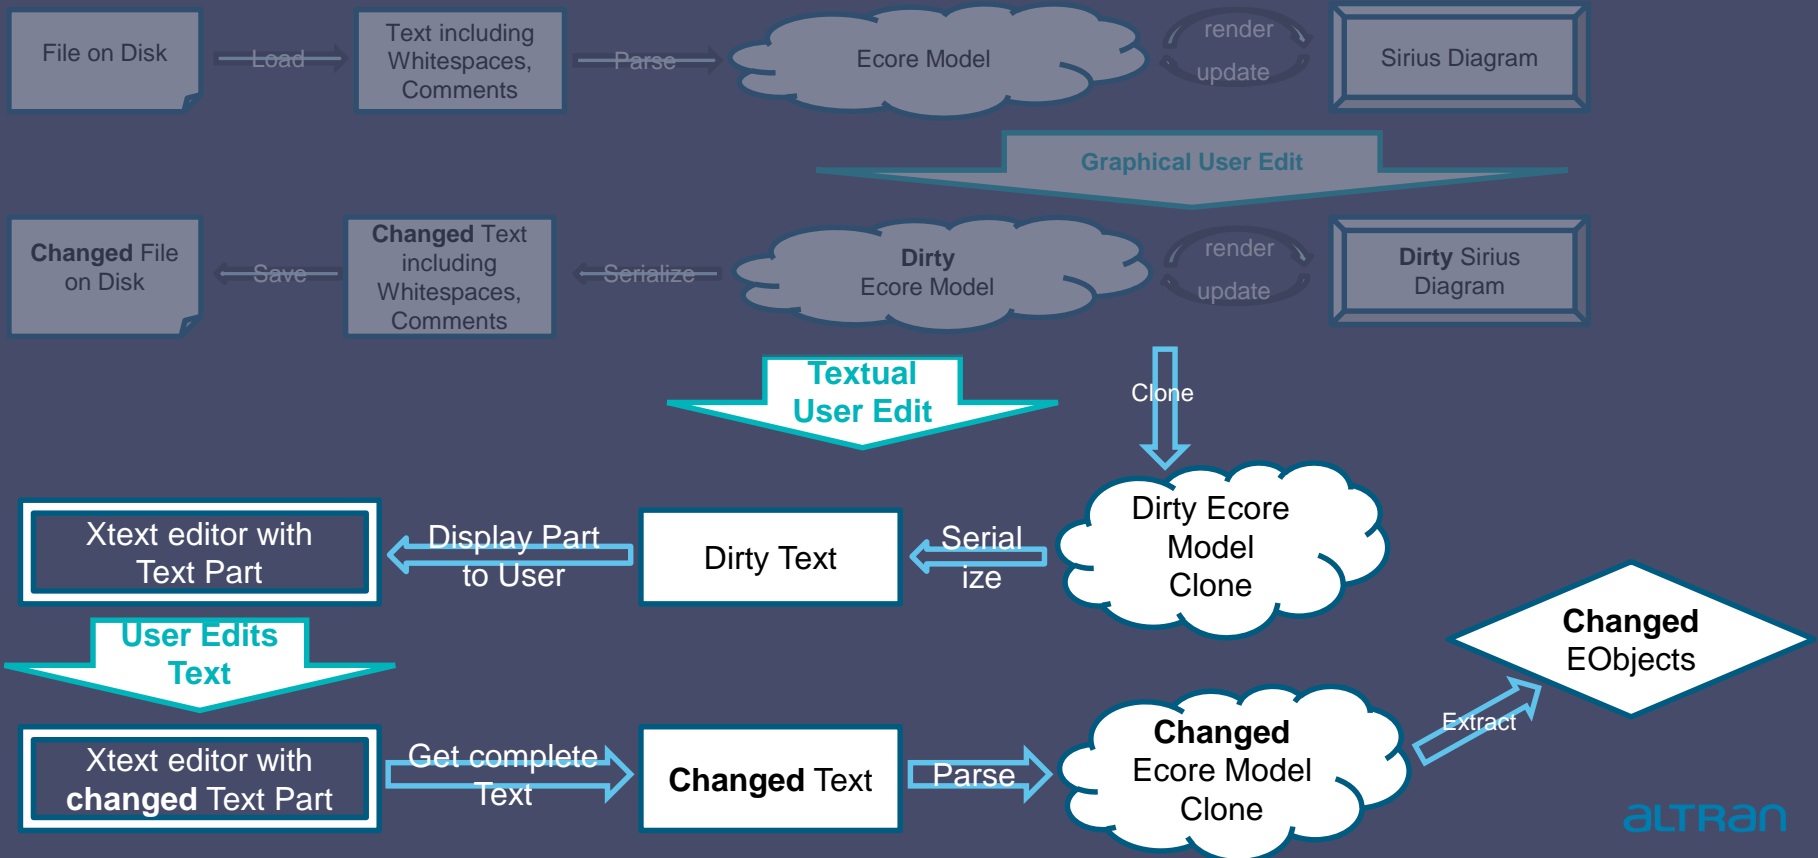 File on Disk
Load
Text including
Whitespaces,
Comments
Parse
Ecore Model
render
update
Sirius Diagram
Graphical User Edit
Changed File
on Disk
Save
Changed Text
including
Whitespaces,
Comments
Serialize
Dirty
Ecore Model
render
update
Dirty Sirius
Diagram
Textual
User Edit
Clone
Xtext editor with
Text Part
Display Part
to User
Dirty Text
Serial
ize
Dirty Ecore
Model
Clone
User Edits
Text
Changed
EObjects
Xtext editor with
changed Text Part
Get complete
Text
Changed Text
Parse
Changed
Ecore Model
Clone
Extract
altran